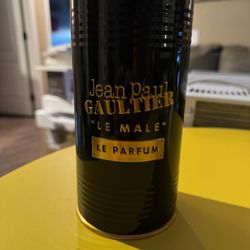 Jean Paul
GAULTIER
"LE MALE"
LE PARFUM